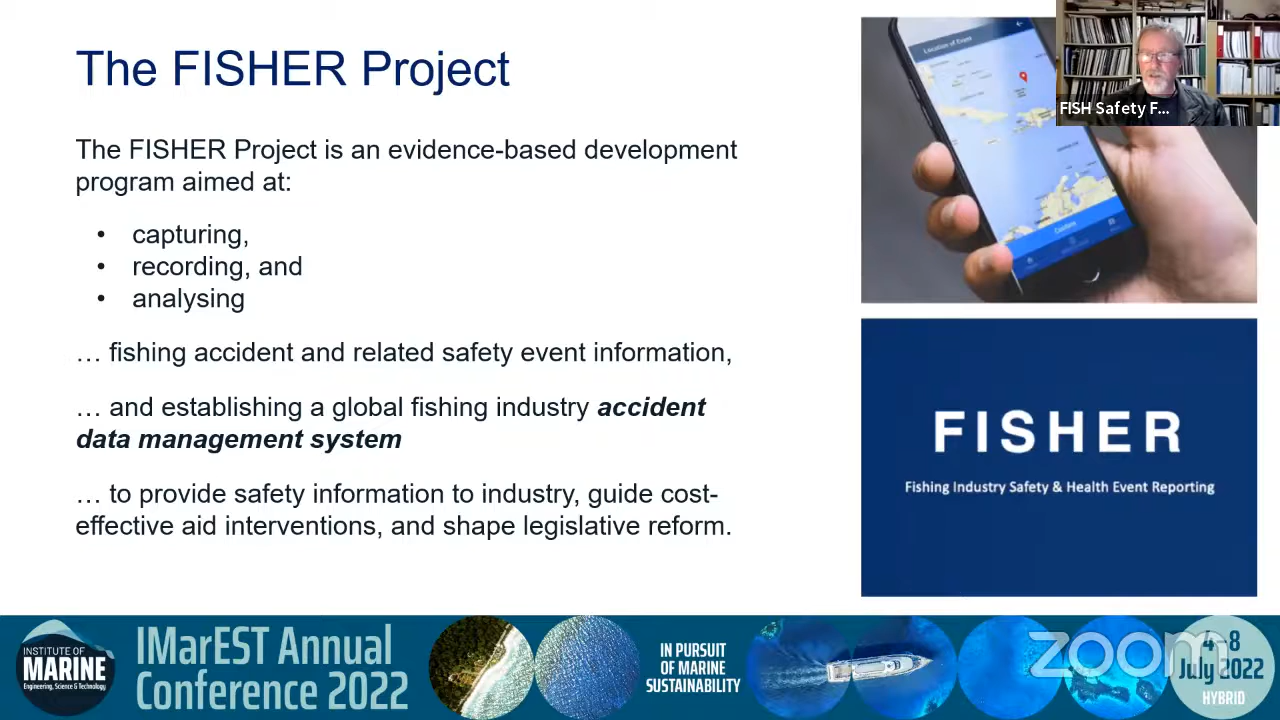 The FISHER Project
The FISHER Project is an evidence-based development
program aimed at:
• capturing,
• recording, and
• analysing
… fishing accident and related safety event information,
… and establishing a global fishing industry accident
data management system
… to provide safety information to industry, guide cost-
effective aid interventions, and shape legislative reform.
Location of Event
Confirm
FISH Safety F...
FISHER
Fishing Industry Safety & Health Event Reporting
INSTITUTE OF
MARINE
Engineering, Science & Technology
IMarEST Annual
Conference 2022
IN PURSUIT
OF MARINE
SUSTAINABILITY
zoom
4–8
July 2022
HYBRID